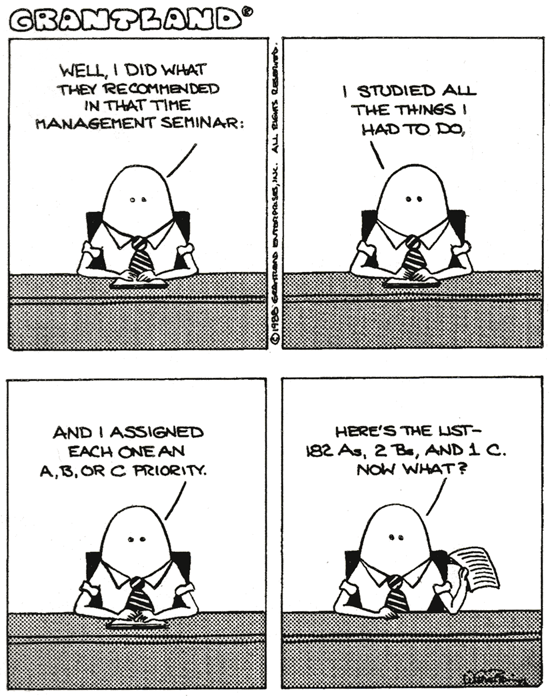 GRANTLAND®
WELL, I DID WHAT
THEY RECOMMENDED
IN THAT TIME
MANAGEMENT SEMINAR:
©1988 GRANTLAND ENTERPRISES, INC. ALL RIGHTS RESERVED.
I STUDIED ALL
THE THINGS I
HAD TO DO,
AND I ASSIGNED
EACH ONE AN
A, B, OR C PRIORITY.
HERE'S THE LIST–
182 As, 2 Bs, AND 1 C.
NOW WHAT?